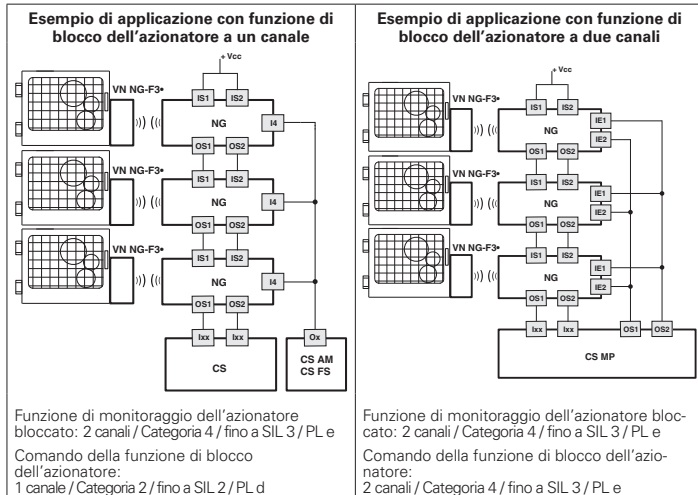 Esempio di applicazione con funzione di
blocco dell'azionatore a un canale
+ Vcc
VN NG-F3•
IS1
IS2
NG
I4
OS1
OS2
VN NG-F3•
IS1
IS2
NG
I4
OS1
OS2
VN NG-F3•
IS1
IS2
NG
I4
OS1
OS2
Ixx
Ixx
Ox
CS
CS AM
CS FS
Funzione di monitoraggio dell'azionatore
bloccato: 2 canali / Categoria 4 / fino a SIL 3 / PL e
Comando della funzione di blocco
dell'azionatore:
1 canale / Categoria 2 / fino a SIL 2 / PL d
Esempio di applicazione con funzione di
blocco dell'azionatore a due canali
+ Vcc
VN NG-F3•
IS1
IS2
NG
IE1
IE2
OS1
OS2
VN NG-F3•
IS1
IS2
NG
IE1
IE2
OS1
OS2
VN NG-F3•
IS1
IS2
NG
IE1
IE2
OS1
OS2
Ixx
Ixx
OS1
OS2
CS MP
Funzione di monitoraggio dell'azionatore bloc-
cato: 2 canali / Categoria 4 / fino a SIL 3 / PL e
Comando della funzione di blocco dell'azio-
natore:
2 canali / Categoria 4 / fino a SIL 3 / PL e